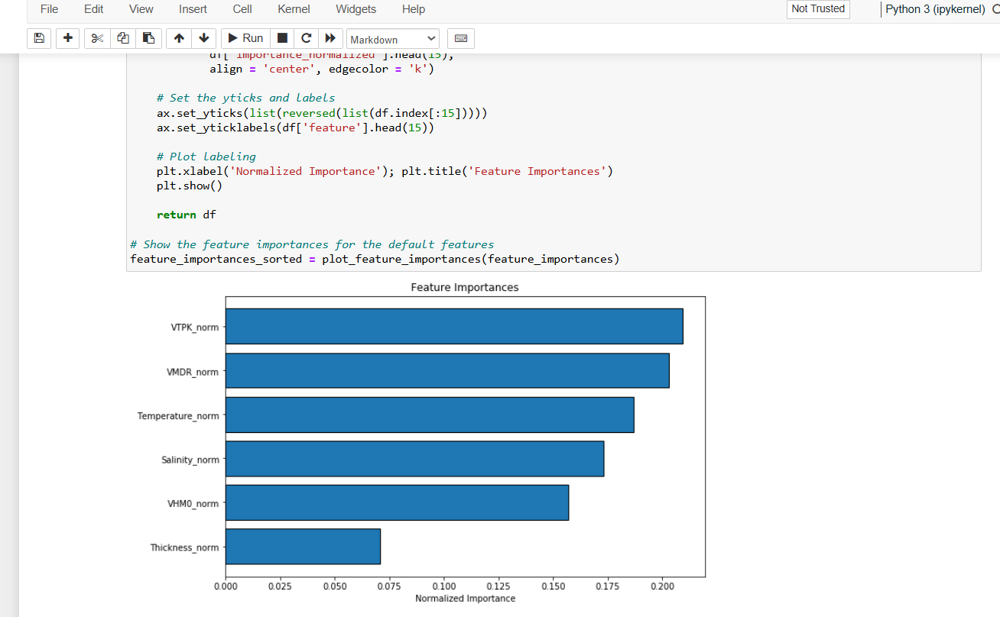 File Edit View Insert Cell Kernel Widgets Help Not Trusted Python 3 (ipykernel)
Run Markdown
df['importance_normalized'].head(15),
align = 'center', edgecolor = 'k')
# Set the yticks and labels
ax.set_yticks(list(reversed(list(df.index[:15]))))
ax.set_yticklabels(df['feature'].head(15))
# Plot labeling
plt.xlabel('Normalized Importance'); plt.title('Feature Importances')
plt.show()
return df
# Show the feature importances for the default features
feature_importances_sorted = plot_feature_importances(feature_importances)
Feature Importances
VTPK_norm
VMDR_norm
Temperature_norm
Salinity_norm
VHM0_norm
Thickness_norm
0.000 0.025 0.050 0.075 0.100 0.125 0.150 0.175 0.200
Normalized Importance